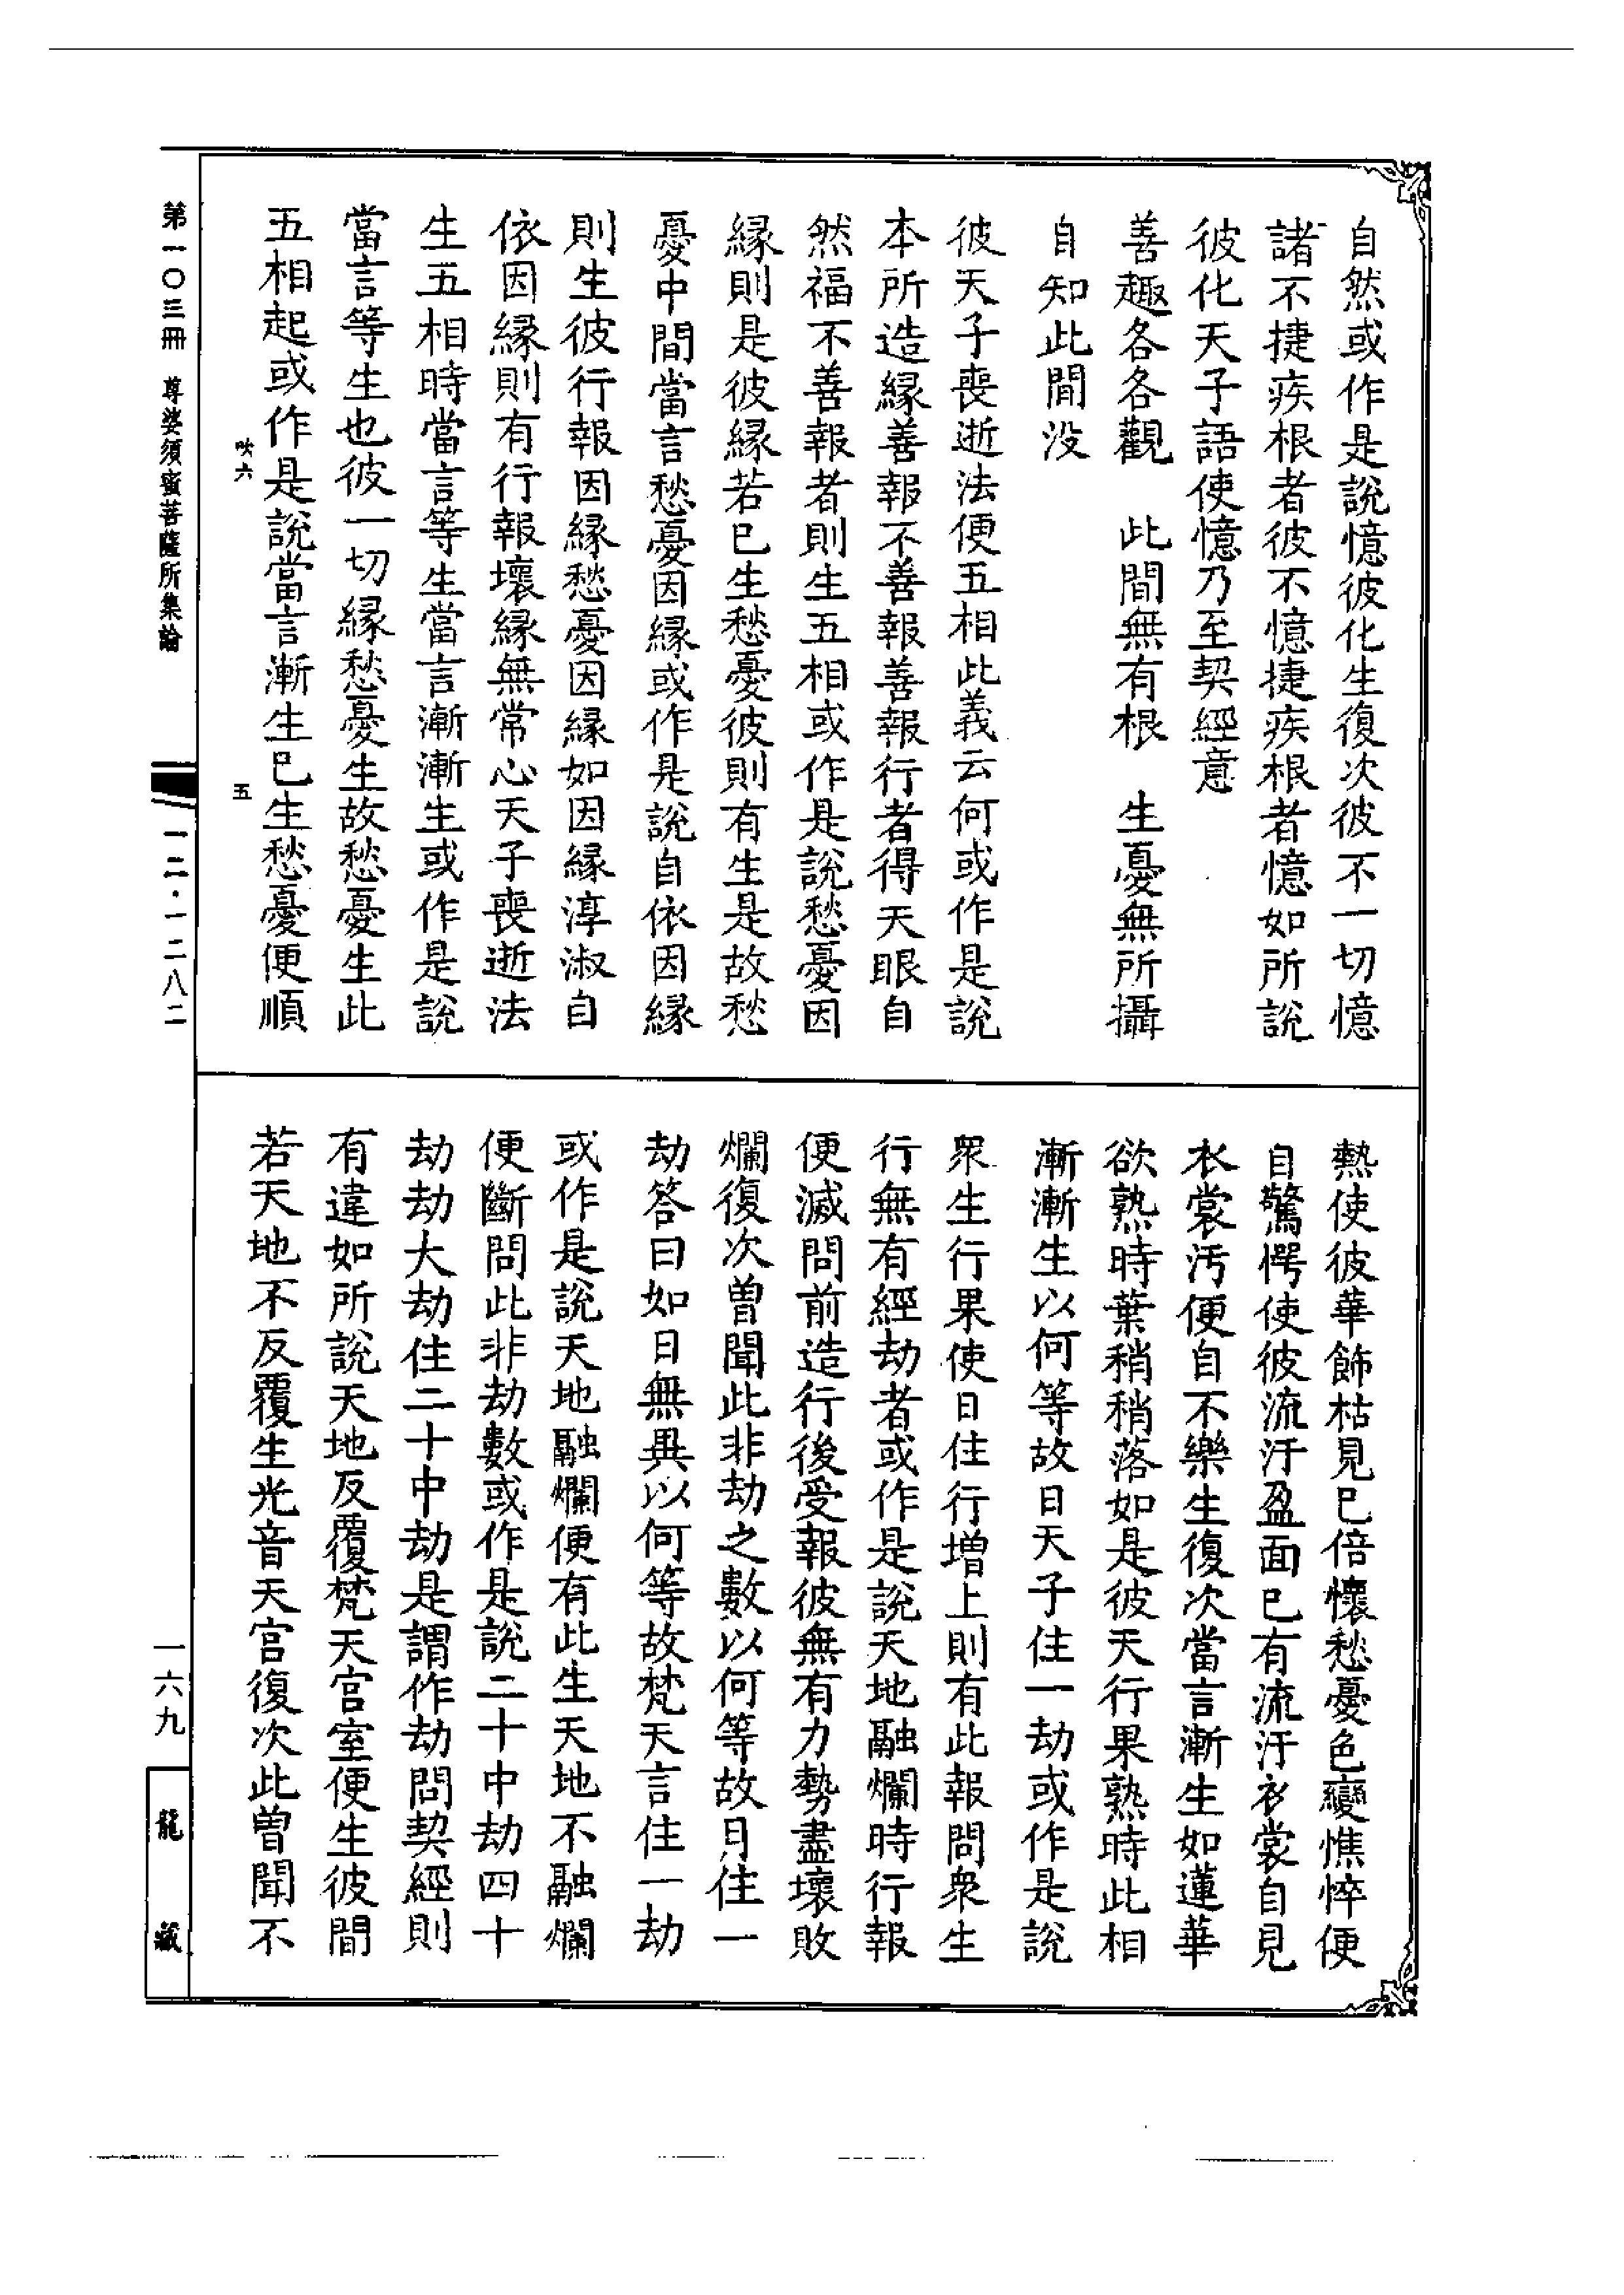 自然或作是說憶彼化生復次彼不一切憶
諸不捷疾根者彼不憶捷疾根者憶如所說
彼化天子語使憶乃至契經意
善趣各各觀　此間無有根　生憂無所攝
自知此間没
彼天子喪逝法便五相此義云何或作是說
本所造緣善報不善報善報行者得天眼自
然福不善報者則生五相或作是說愁憂因
緣則是彼緣若已生愁憂彼則有生是故愁
憂中間當言愁憂因緣或作是說自依因緣
則生彼行報因緣愁憂因緣如因緣淳淑自
依因緣則有行報壞緣無常心天子喪逝法
生五相時當言等生當言漸漸生或作是說
當言等生也彼一切緣愁憂生故愁憂生此
五相起或作是說當言漸生已生愁憂便順
熱使彼華飾枯見已倍懷愁憂色變憔悴便
自驚愕使彼流汗盈面已有流汗衣裳自見
衣裳汚便自不樂生復次當言漸生如蓮華
欲熟時葉稍稍落如是彼天行果熟時此相
漸漸生以何等故日天子住一劫或作是說
眾生行果使日住行增上則有此報問眾生
行無有經劫者或作是說天地融爛時行報
便滅問前造行後受報彼無有力勢盡壞敗
爛復次曾聞此非劫之數以何等故月住一
劫答曰如日無異以何等故梵天言住一劫
或作是說天地融爛便有此生天地不融爛
便斷問此非劫數或作是說二十中劫四十
劫劫大劫住二十中劫是謂作劫問契經則
有違如所說天地反覆梵天宮室便生彼間
若天地不反覆生光音天宮復次此曾聞不
第一〇三冊　尊婆須蜜菩薩所集論
吹六
五
一二·一二八二
一六九
龍藏